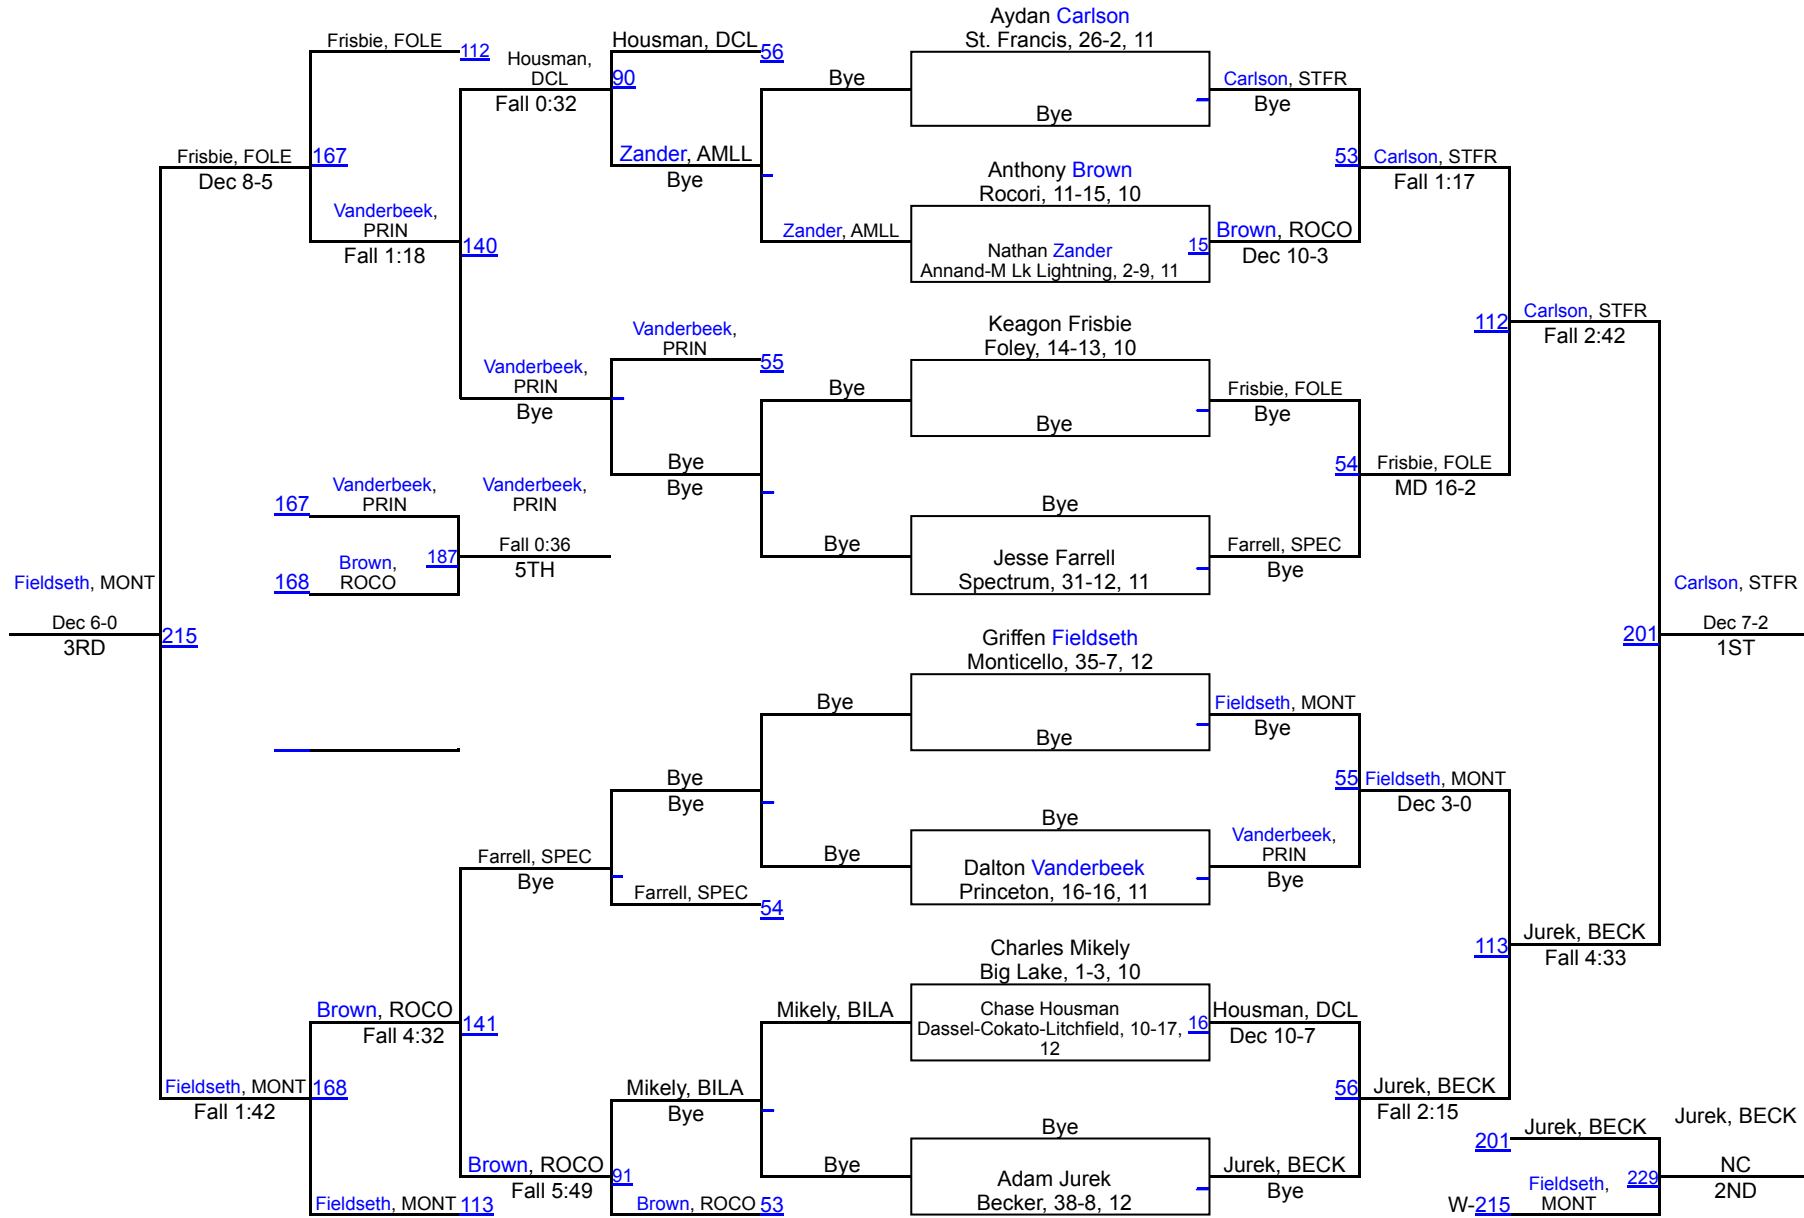 Frisbie, FOLE
112
Housman,
DCL
Fall 0:32
90
Housman, DCL
56
Zander, AMLL
Bye
Frisbie, FOLE
Dec 8-5
167
Vanderbeek,
PRIN
Fall 1:18
140
Vanderbeek,
PRIN
Bye
Vanderbeek,
PRIN
55
Bye
Bye
167
Vanderbeek,
PRIN
168
Brown,
ROCO
187
Vanderbeek,
PRIN
Fall 0:36
5TH
Fieldseth, MONT
Dec 6-0
3RD
215
Bye
Bye
Farrell, SPEC
Bye
Farrell, SPEC
54
Brown, ROCO
Fall 4:32
141
Fieldseth, MONT
Fall 1:42
168
Mikely, BILA
Bye
Brown, ROCO
Fall 5:49
91
Fieldseth, MONT
113
Brown, ROCO
53
Bye
Zander, AMLL
Bye
Bye
Bye
Bye
Mikely, BILA
Bye
Aydan Carlson
St. Francis, 26-2, 11
Bye
Anthony Brown
Rocori, 11-15, 10
Nathan Zander
Annand-M Lk Lightning, 2-9, 11
15
Keagon Frisbie
Foley, 14-13, 10
Bye
Bye
Jesse Farrell
Spectrum, 31-12, 11
Griffen Fieldseth
Monticello, 35-7, 12
Bye
Bye
Dalton Vanderbeek
Princeton, 16-16, 11
Charles Mikely
Big Lake, 1-3, 10
Chase Housman
Dassel-Cokato-Litchfield, 10-17,
12
16
Bye
Adam Jurek
Becker, 38-8, 12
Carlson, STFR
Bye
53
Brown, ROCO
Dec 10-3
Frisbie, FOLE
Bye
54
Farrell, SPEC
Bye
Fieldseth, MONT
Bye
55
Vanderbeek,
PRIN
Bye
Housman, DCL
Dec 10-7
56
Jurek, BECK
Bye
Carlson, STFR
Fall 1:17
112
Frisbie, FOLE
MD 16-2
Fieldseth, MONT
Dec 3-0
113
Jurek, BECK
Fall 2:15
Carlson, STFR
Fall 2:42
201
Jurek, BECK
Fall 4:33
Carlson, STFR
Dec 7-2
1ST
201
Jurek, BECK
W-215
Fieldseth,
MONT
229
Jurek, BECK
NC
2ND